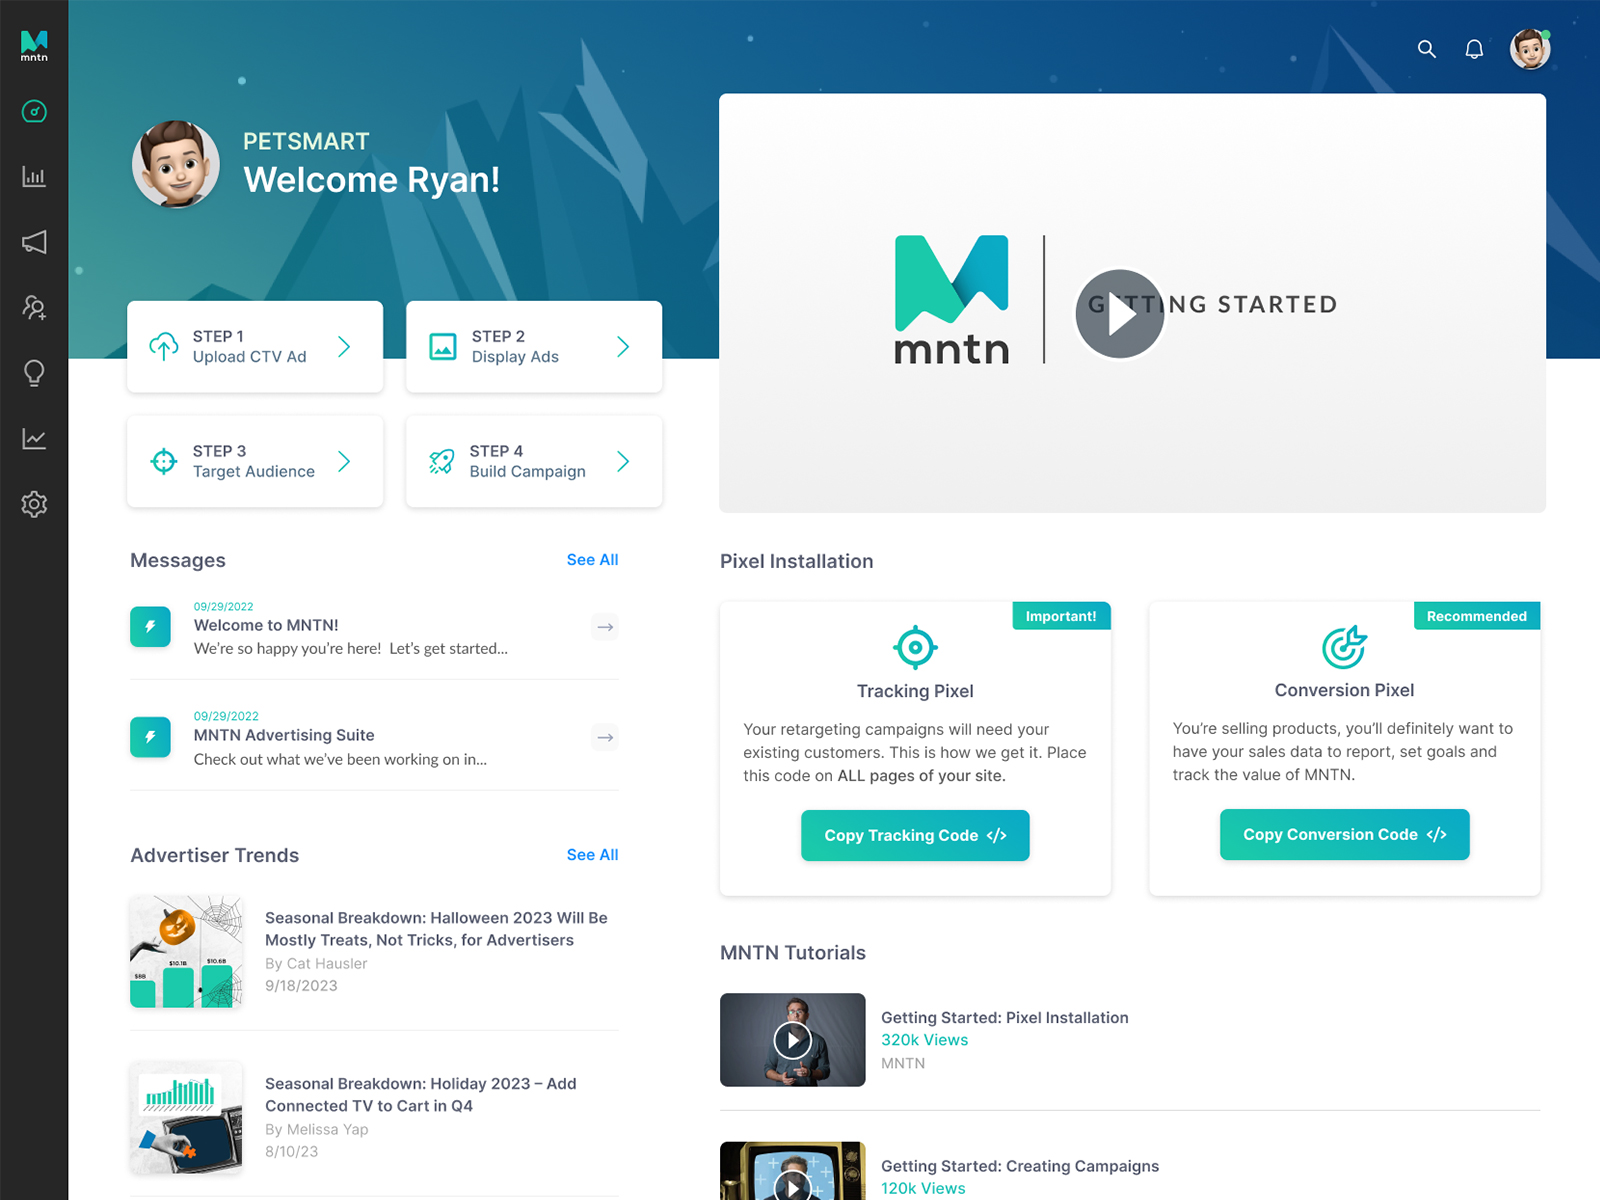 mntn
PETSMART
Welcome Ryan!
STEP 1
Upload CTV Ad
STEP 2
Display Ads
STEP 3
Target Audience
STEP 4
Build Campaign
mntn
GETTING STARTED
Messages
See All
09/29/2022
Welcome to MNTN!
We're so happy you're here! Let's get started...
09/29/2022
MNTN Advertising Suite
Check out what we've been working on in...
Advertiser Trends
See All
$8B
$10.1B
$10.6B
Seasonal Breakdown: Halloween 2023 Will Be
Mostly Treats, Not Tricks, for Advertisers
By Cat Hausler
9/18/2023
Seasonal Breakdown: Holiday 2023 – Add
Connected TV to Cart in Q4
By Melissa Yap
8/10/23
Pixel Installation
Important!
Tracking Pixel
Your retargeting campaigns will need your
existing customers. This is how we get it. Place
this code on ALL pages of your site.
Copy Tracking Code </>
Recommended
Conversion Pixel
You're selling products, you'll definitely want to
have your sales data to report, set goals and
track the value of MNTN.
Copy Conversion Code </>
MNTN Tutorials
Getting Started: Pixel Installation
320k Views
MNTN
Getting Started: Creating Campaigns
120k Views